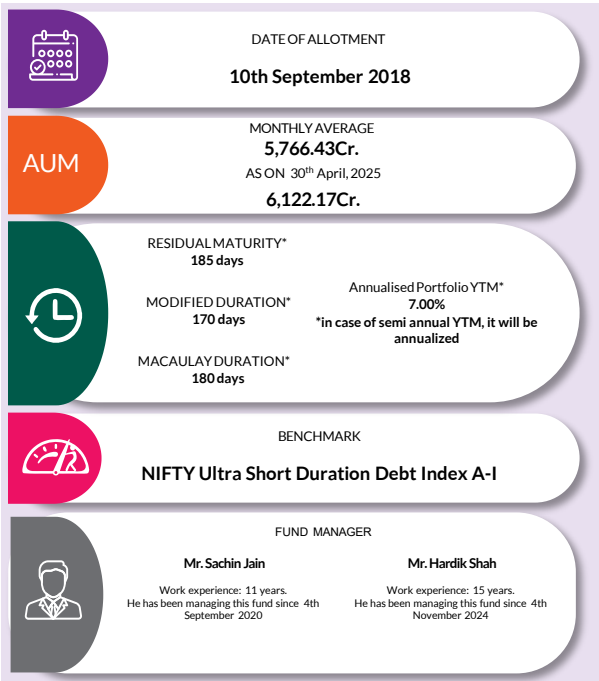 DATE OF ALLOTMENT
10th September 2018
AUM
MONTHLY AVERAGE
5,766.43Cr.
AS ON 30th April, 2025
6,122.17Cr.
RESIDUAL MATURITY*
185 days
MODIFIED DURATION*
170 days
MACAULAY DURATION*
180 days
Annualised Portfolio YTM*
7.00%
*in case of semi annual YTM, it will be
annualized
BENCHMARK
NIFTY Ultra Short Duration Debt Index A-I
FUND MANAGER
Mr. Sachin Jain
Work experience: 11 years.
He has been managing this fund since 4th
September 2020
Mr. Hardik Shah
Work experience: 15 years.
He has been managing this fund since 4th
November 2024